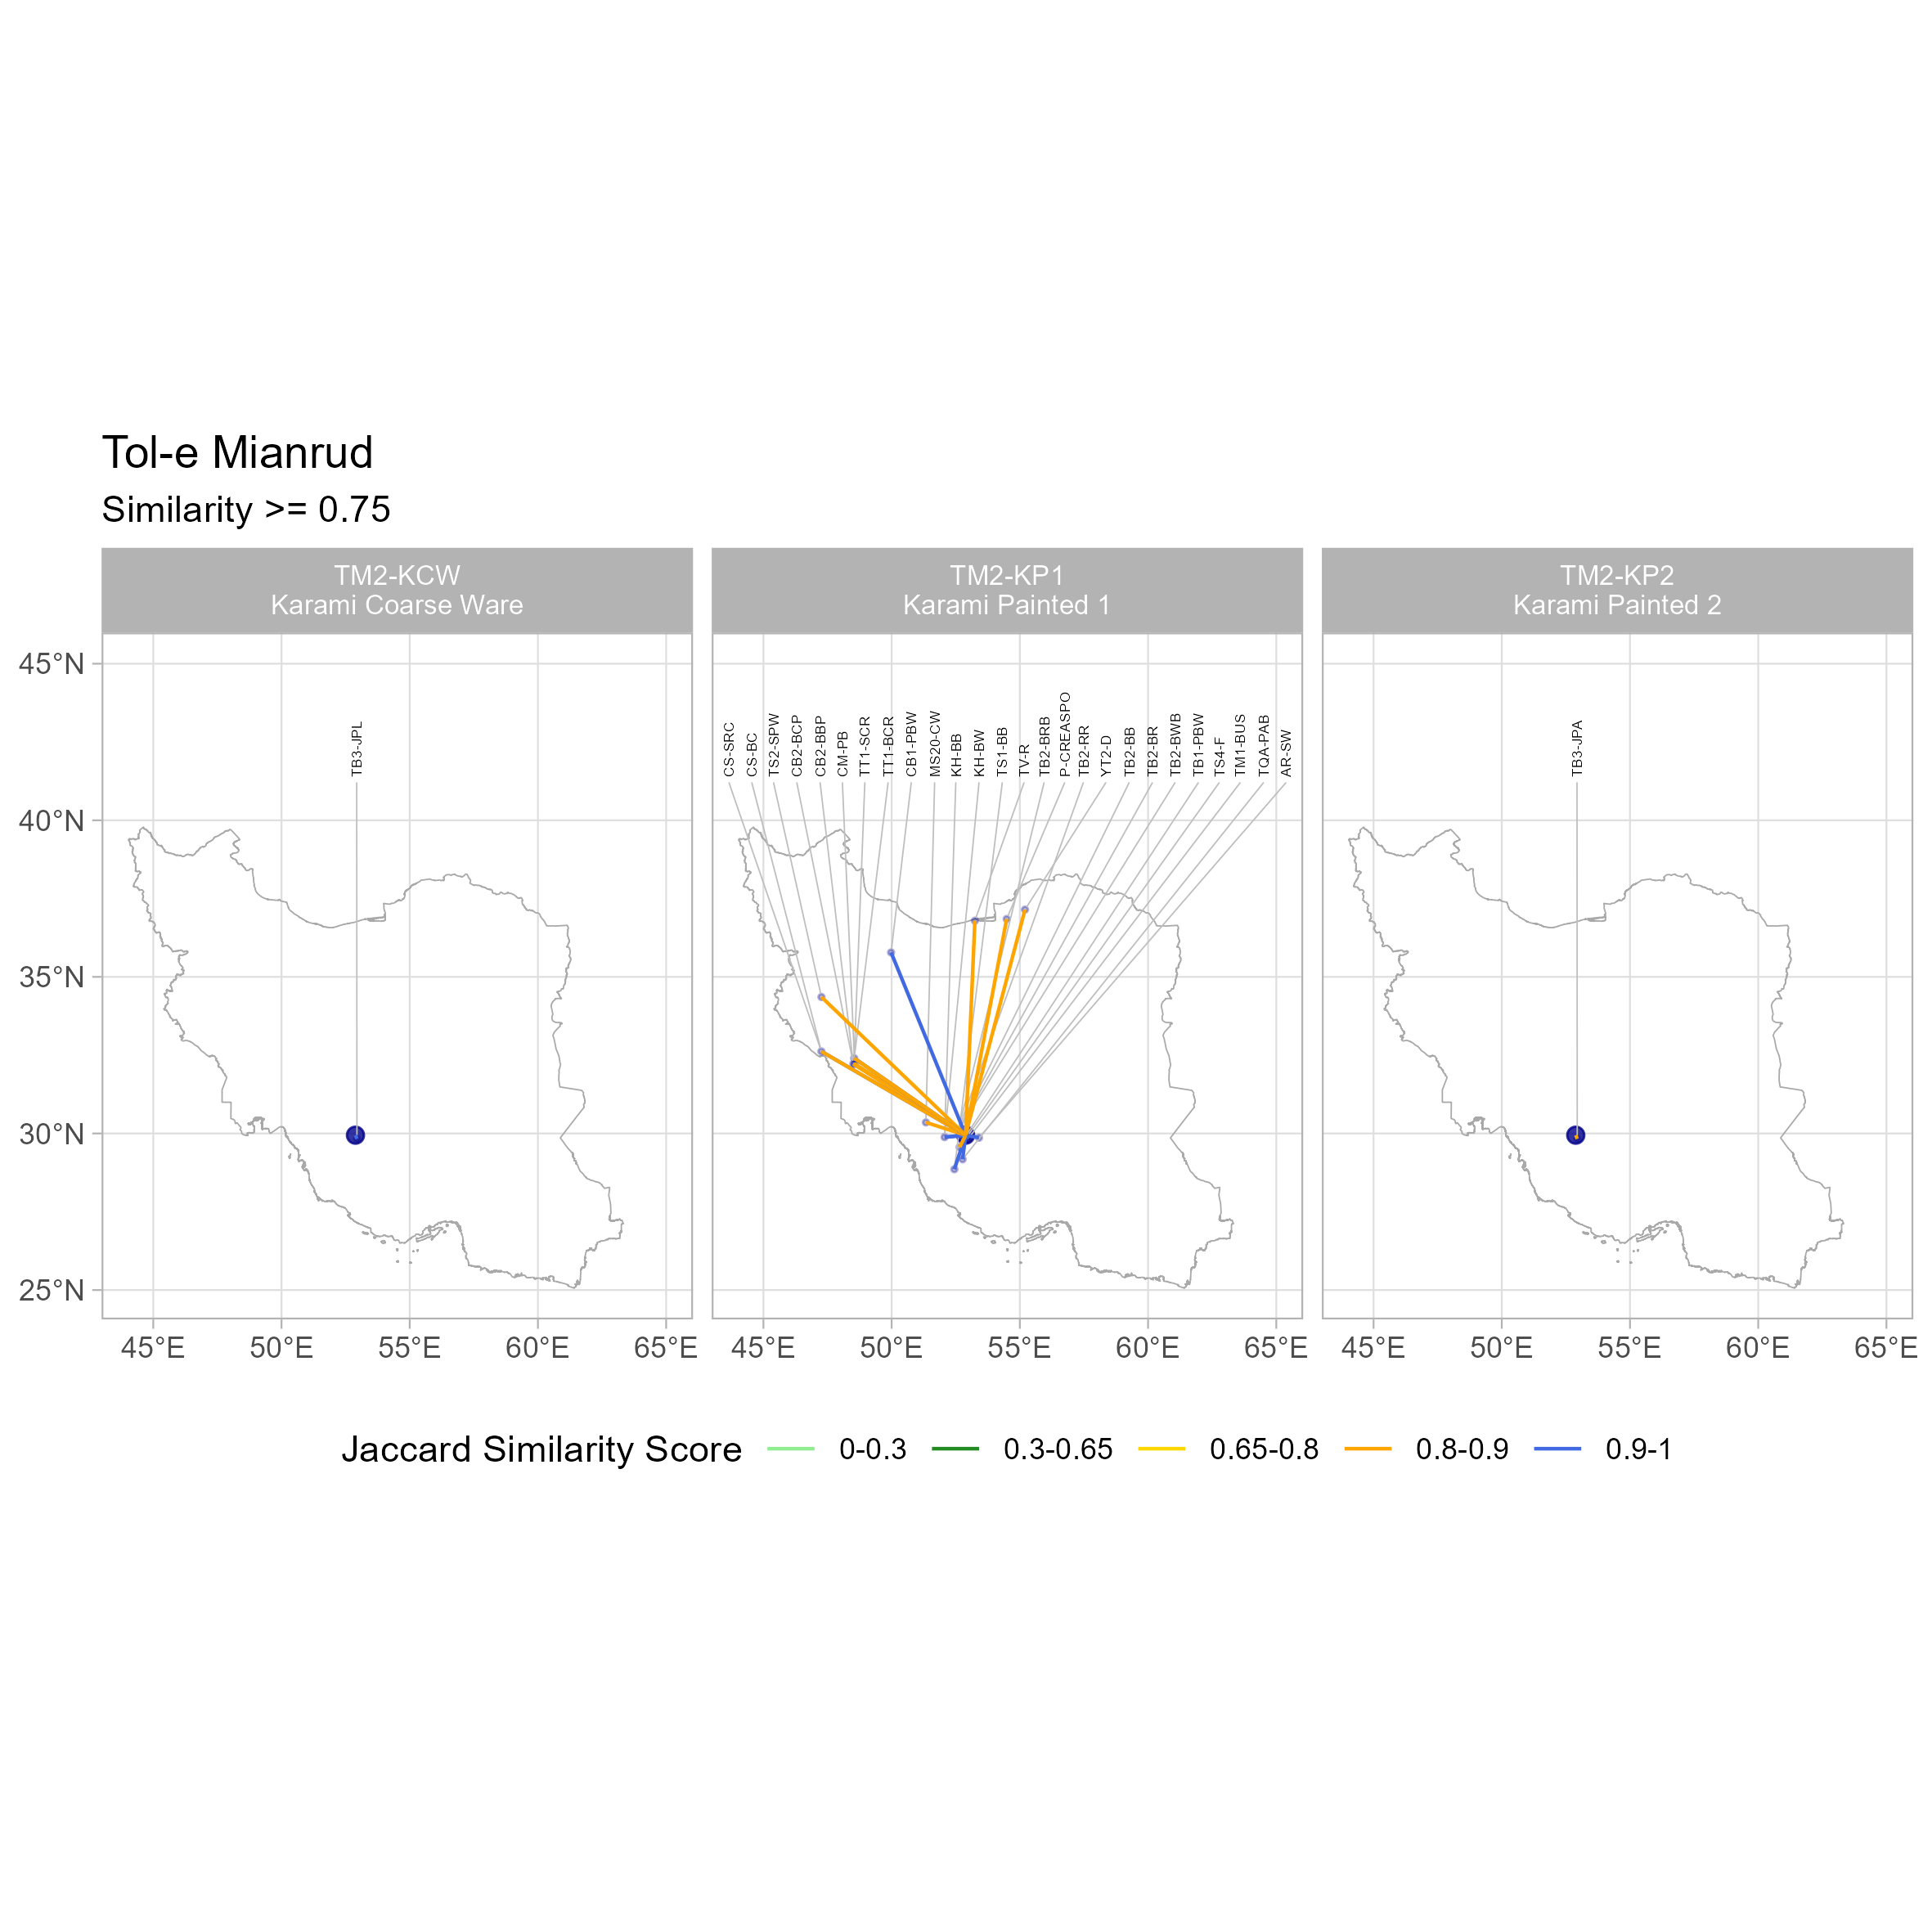 Tol-e Mianrud
Similarity >= 0.75
TM2-KCW
Karami Coarse Ware
TM2-KP1
Karami Painted 1
TM2-KP2
Karami Painted 2
45°N
40°N
35°N
30°N
25°N
TB3-JPL
CS-SRC
CS-BC
TS2-SPW
CB2-BCP
CB2-BBP
CM-PB
TT1-SCR
TT1-BCR
CB1-PBW
MS20-CW
KH-BB
KH-BW
TS1-BB
TV-R
TB2-BRB
P-CREASPO
TB2-RR
YT2-D
TB2-BB
TB2-BR
TB2-BWB
TB1-PBW
TS4-F
TM1-BUS
TQA-PAB
AR-SW
TB3-JPA
45°E 50°E 55°E 60°E 65°E
45°E 50°E 55°E 60°E 65°E
45°E 50°E 55°E 60°E 65°E
Jaccard Similarity Score 0-0.3 0.3-0.65 0.65-0.8 0.8-0.9 0.9-1